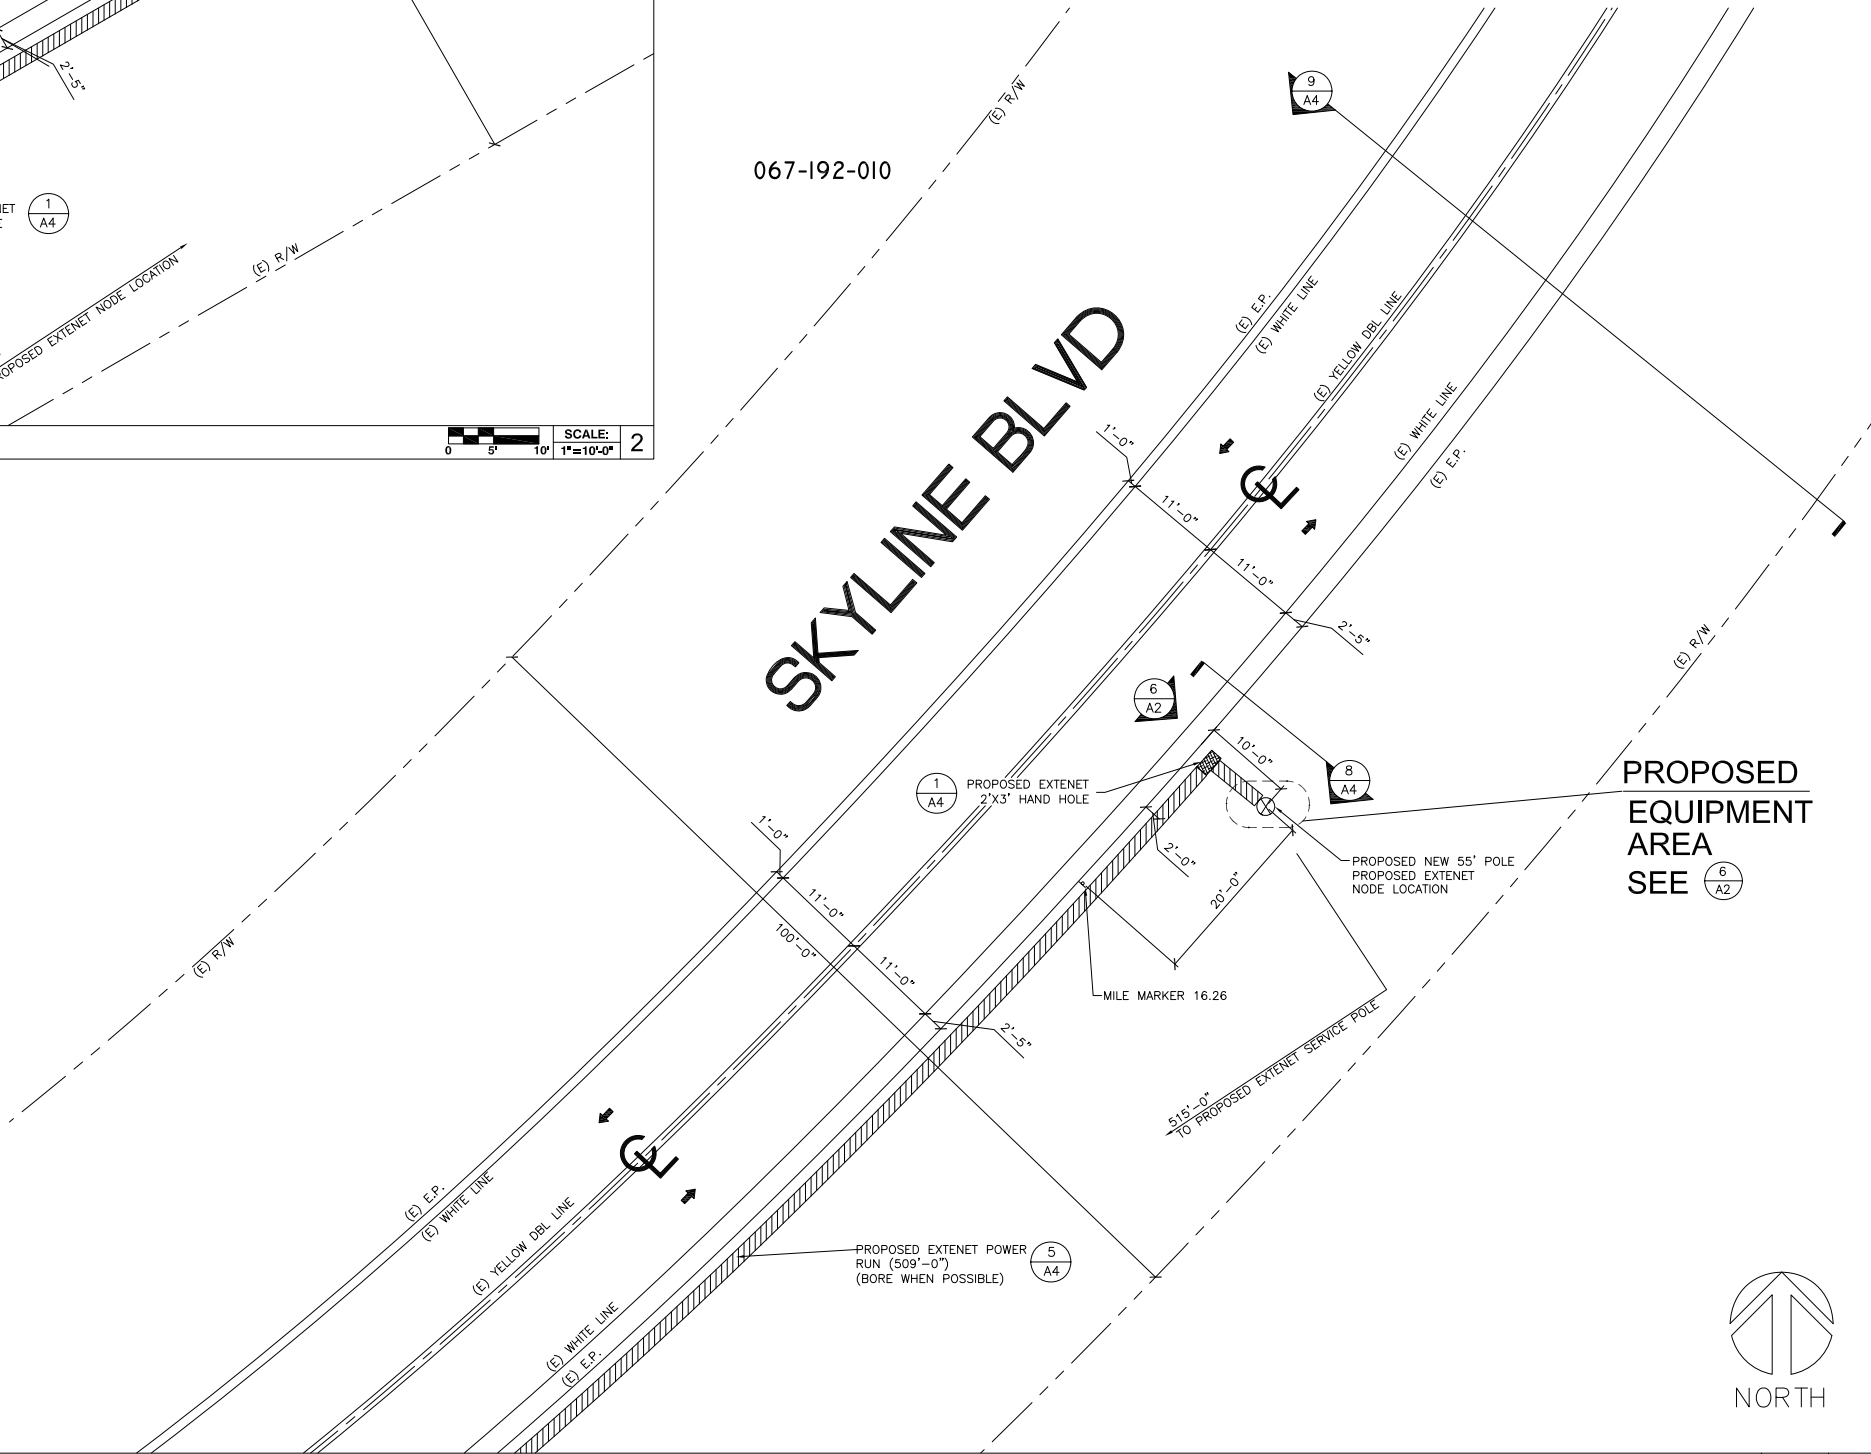 2'-5"
1
A4
(E) R/W
PROPOSED EXTENET NODE LOCATION
0 5' 10'
SCALE:
1"=10'-0"
2
067-192-010
(E) R/W
9
A4
SKYLINE BLVD
(E) E.P.
(E) WHITE LINE
(E) YELLOW DBL LINE
(E) WHITE LINE
(E) E.P.
1'-0"
11'-0"
CL
11'-0"
2'-5"
(E) R/W
6
A2
10'-0"
8
A4
1
A4
PROPOSED EXTENET
2'X3' HAND HOLE
PROPOSED
EQUIPMENT
AREA
SEE 6
A2
2'-0"
20'-0"
PROPOSED NEW 55' POLE
PROPOSED EXTENET
NODE LOCATION
1'-0"
11'-0"
100'-0"
11'-0"
2'-5"
(E) R/W
MILE MARKER 16.26
515'-0"
TO PROPOSED EXTENET SERVICE POLE
CL
(E) E.P.
(E) WHITE LINE
(E) YELLOW DBL LINE
(E) WHITE LINE
(E) E.P.
PROPOSED EXTENET POWER
RUN (509'-0")
(BORE WHEN POSSIBLE)
5
A4
NORTH